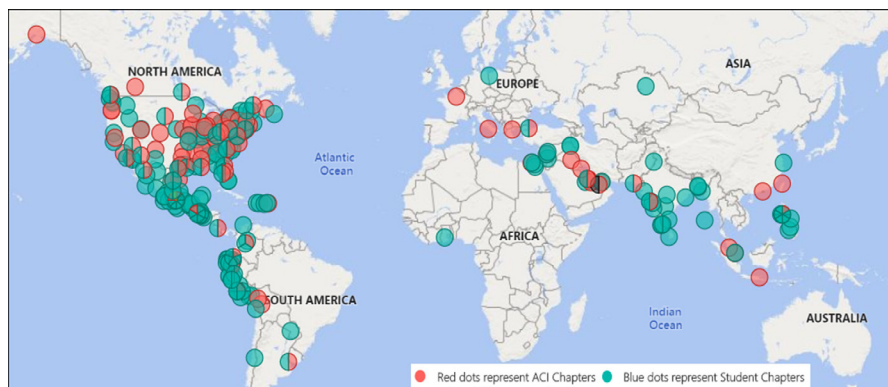 NORTH AMERICA
ASIA
EUROPE
Atlantic
Ocean
AFRICA
SOUTH AMERICA
Indian
Ocean
AUSTRALIA
Red dots represent ACI Chapters
Blue dots represent Student Chapters